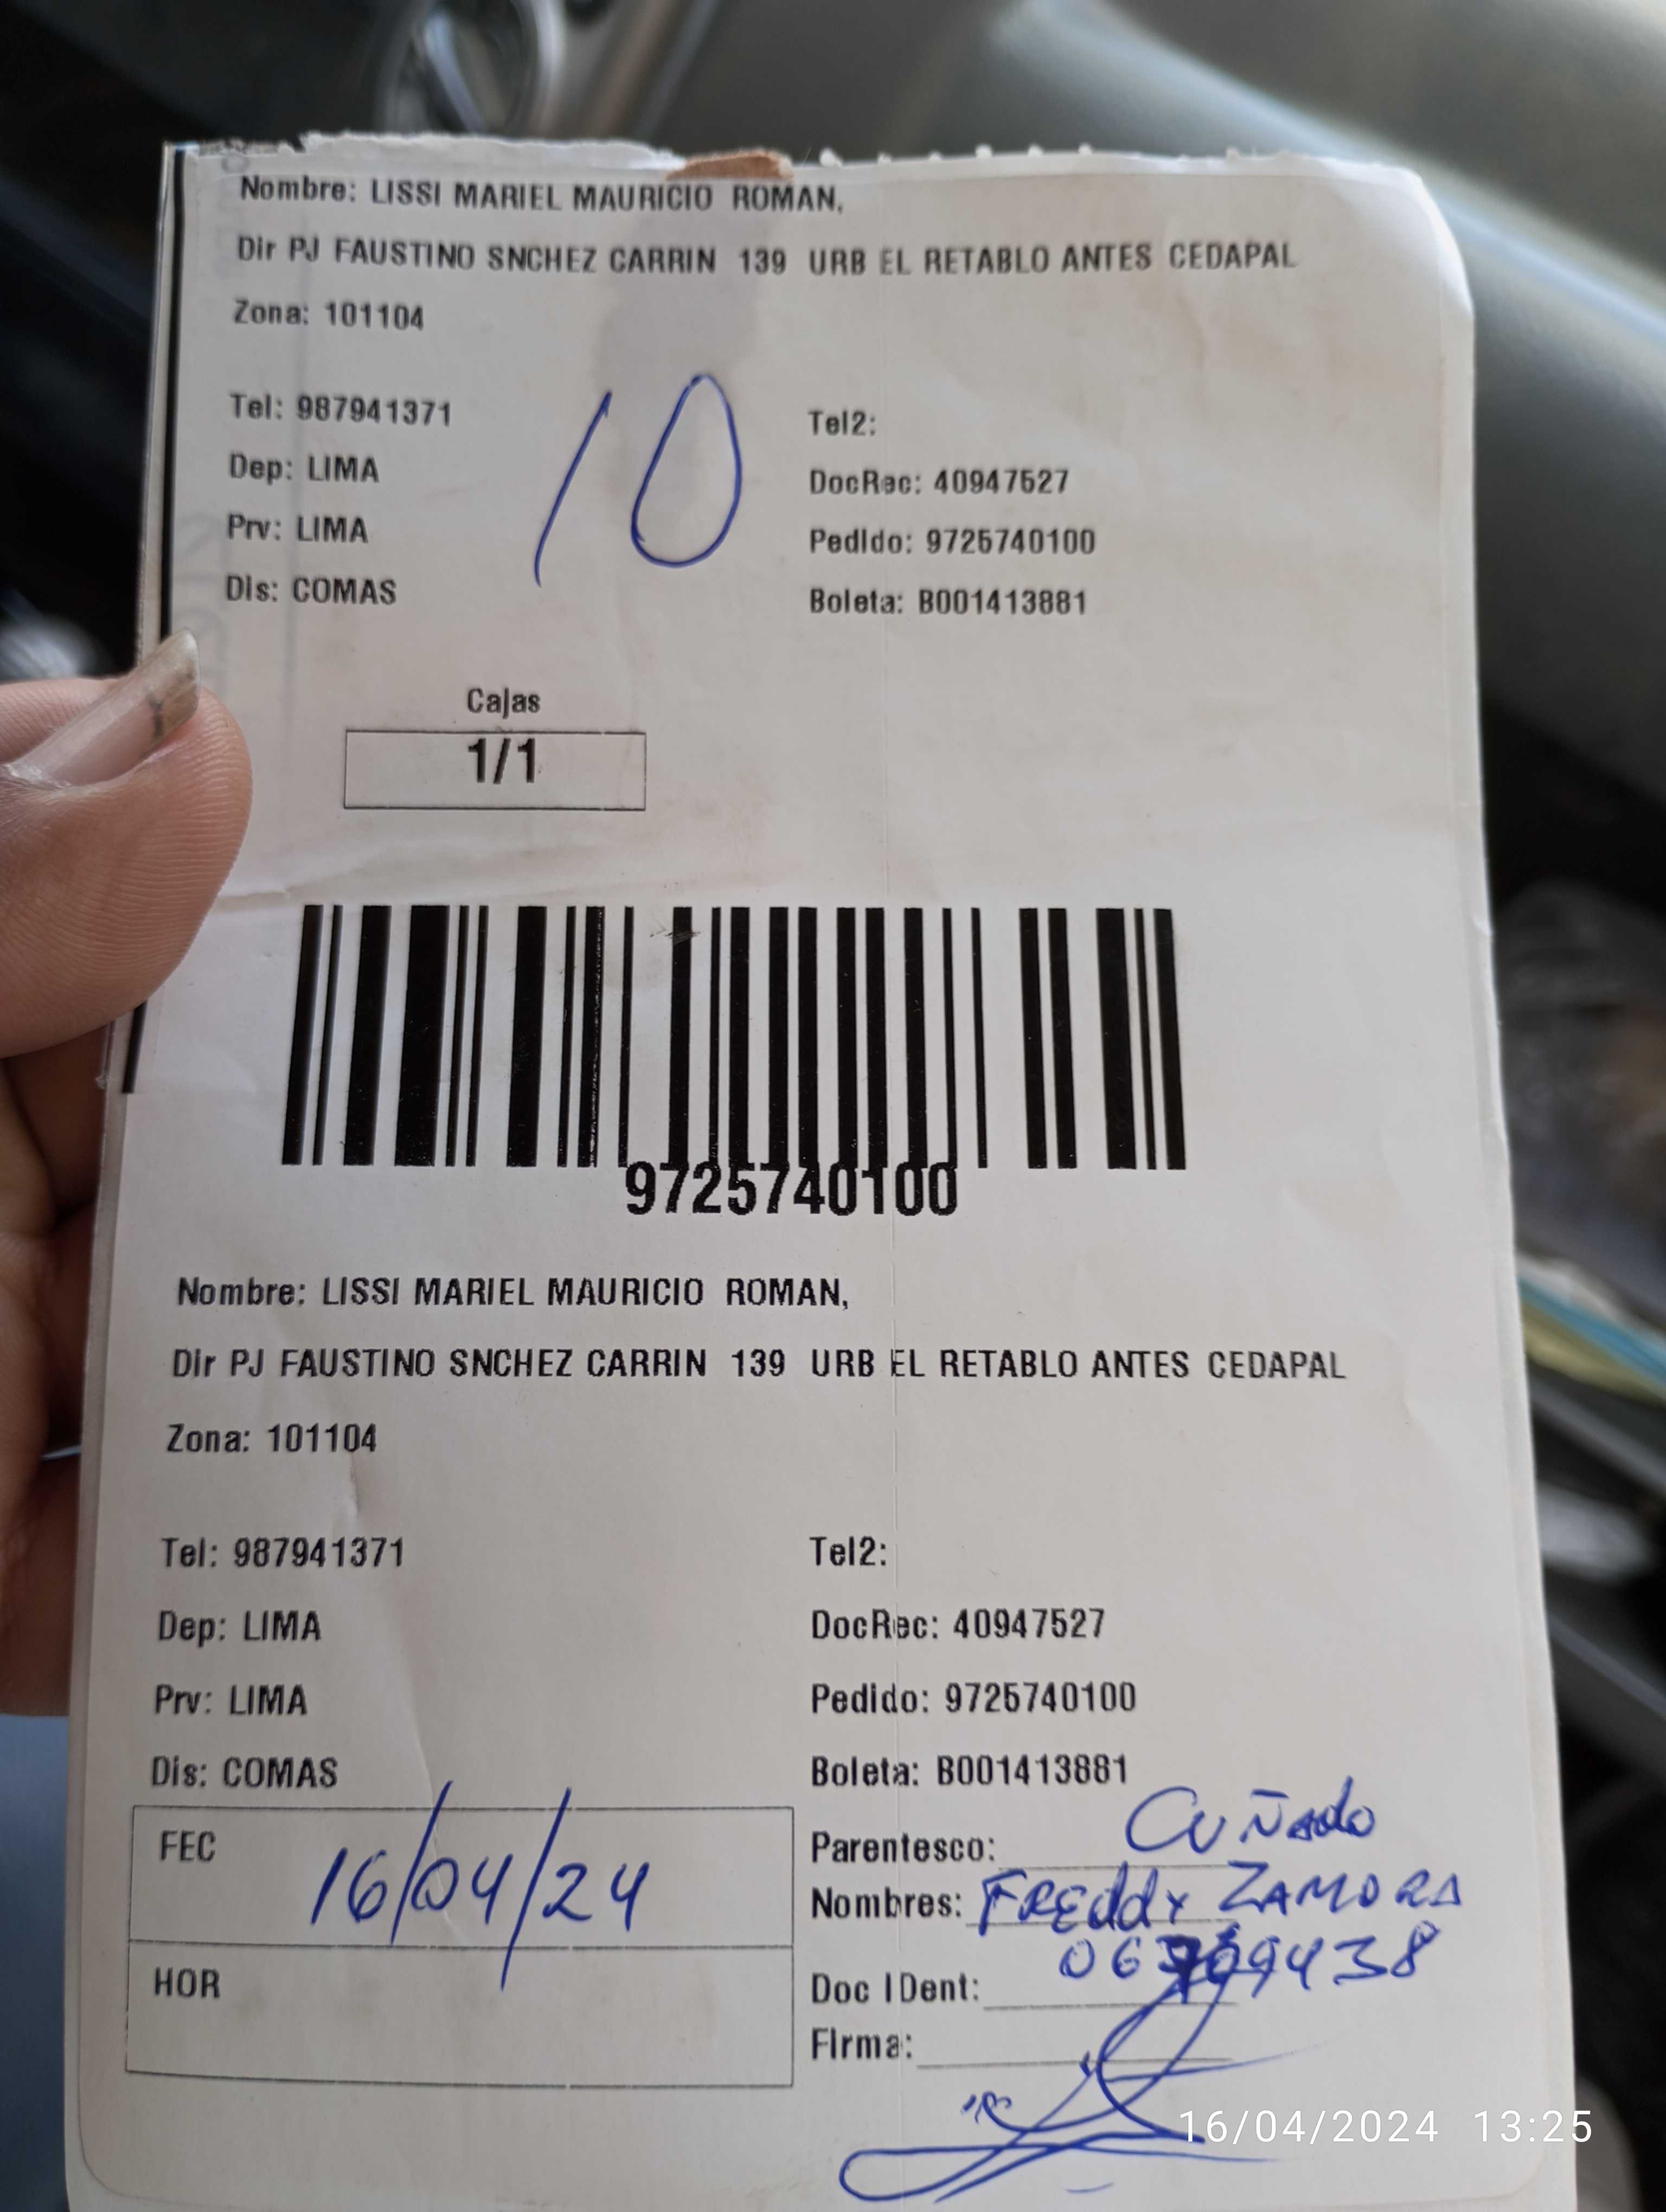 Nombre: LISSI MARIEL MAURICIO ROMAN,
Dir PJ FAUSTINO SNCHEZ CARRIN 139 URB EL RETABLO ANTES CEDAPAL
Zona: 101104
Tel: 987941371
Tel2:
Dep: LIMA
DocRec: 40947527
Prv: LIMA
Pedido: 9725740100
Dis: COMAS
Boleta: B001413881
10
Cajas
1/1
9725740100
Nombre: LISSI MARIEL MAURICIO ROMAN,
Dir PJ FAUSTINO SNCHEZ CARRIN 139 URB EL RETABLO ANTES CEDAPAL
Zona: 101104
Tel: 987941371
Tel2:
Dep: LIMA
DocRec: 40947527
Prv: LIMA
Pedido: 9725740100
Dis: COMAS
Boleta: B001413881
FEC 16/04/24
HOR
Parentesco: CUÑado
Nombres: FREddy ZAMORA
Doc IDent:
Firma:
16/04/2024 13:25